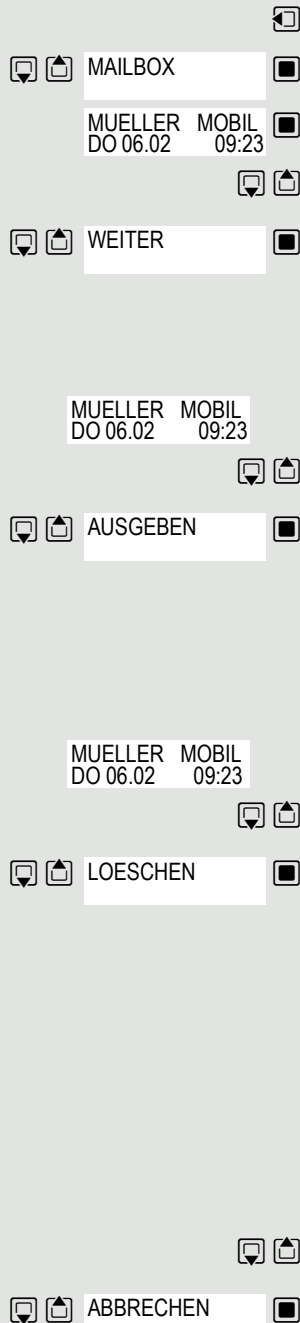 MAILBOX
MUELLER MOBIL
DO 06.02 09:23
WEITER
MUELLER MOBIL
DO 06.02 09:23
AUSGEBEN
MUELLER MOBIL
DO 06.02 09:23
LOESCHEN
ABBRECHEN